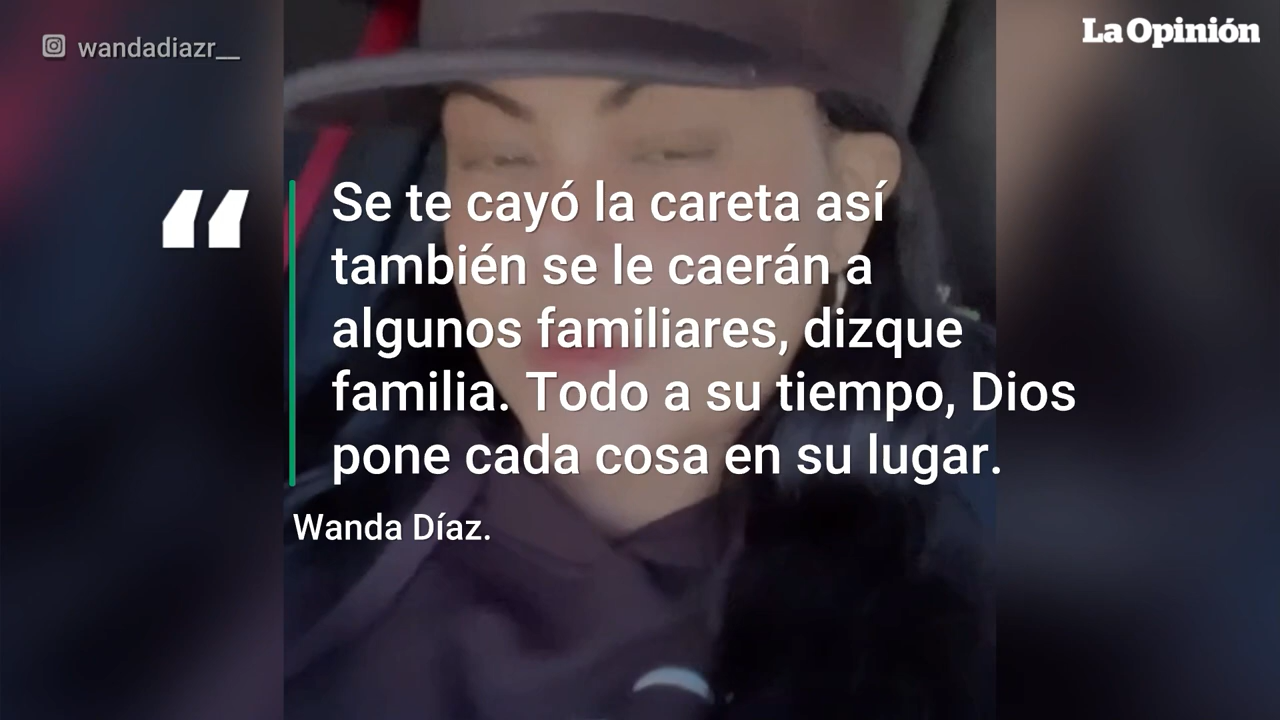 wandadiazr__
La Opinión
“
Se te cayó la careta así
también se le caerán a
algunos familiares, dizque
familia. Todo a su tiempo, Dios
pone cada cosa en su lugar.
Wanda Díaz.